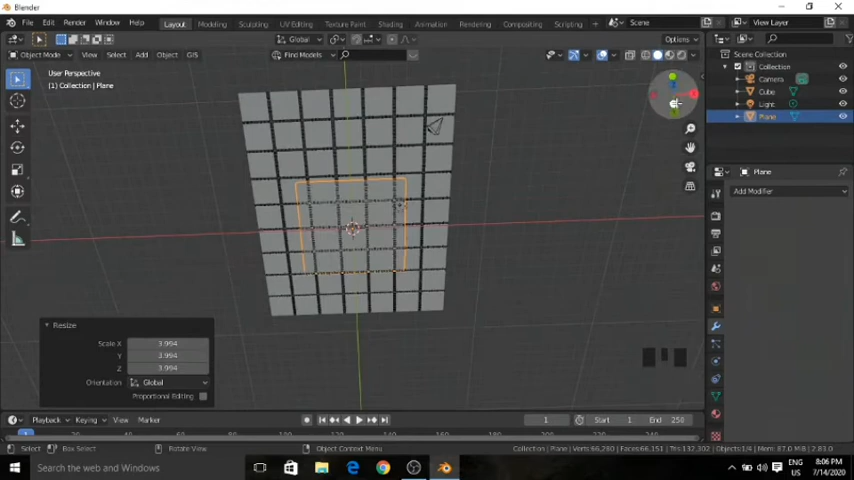 Blender
File Edit Render Window Help Layout Modeling Sculpting UV Editing Texture Paint Shading Animation Rendering Compositing Scripting Scene View Layer
Global Options
Object Mode View Select Add Object GIS Find Models
Scene Collection
Collection
Camera
Cube
Light
Plane
User Perspective
(1) Collection | Plane
Plane
Add Modifier
Resize
Scale X 3.994
Y 3.994
Z 3.994
Orientation Global
Proportional Editing
Playback Keying View Marker 1 Start 1 End 250
Select Box Select Rotate View Object Context Menu Collection | Plane | Verts:66,280 | Faces:66,151 | Tris:132,302 | Objects:1/4 | Mem: 87.0 MiB | 2.83.0
Search the web and Windows
ENG 8:06 PM
US 7/14/2020